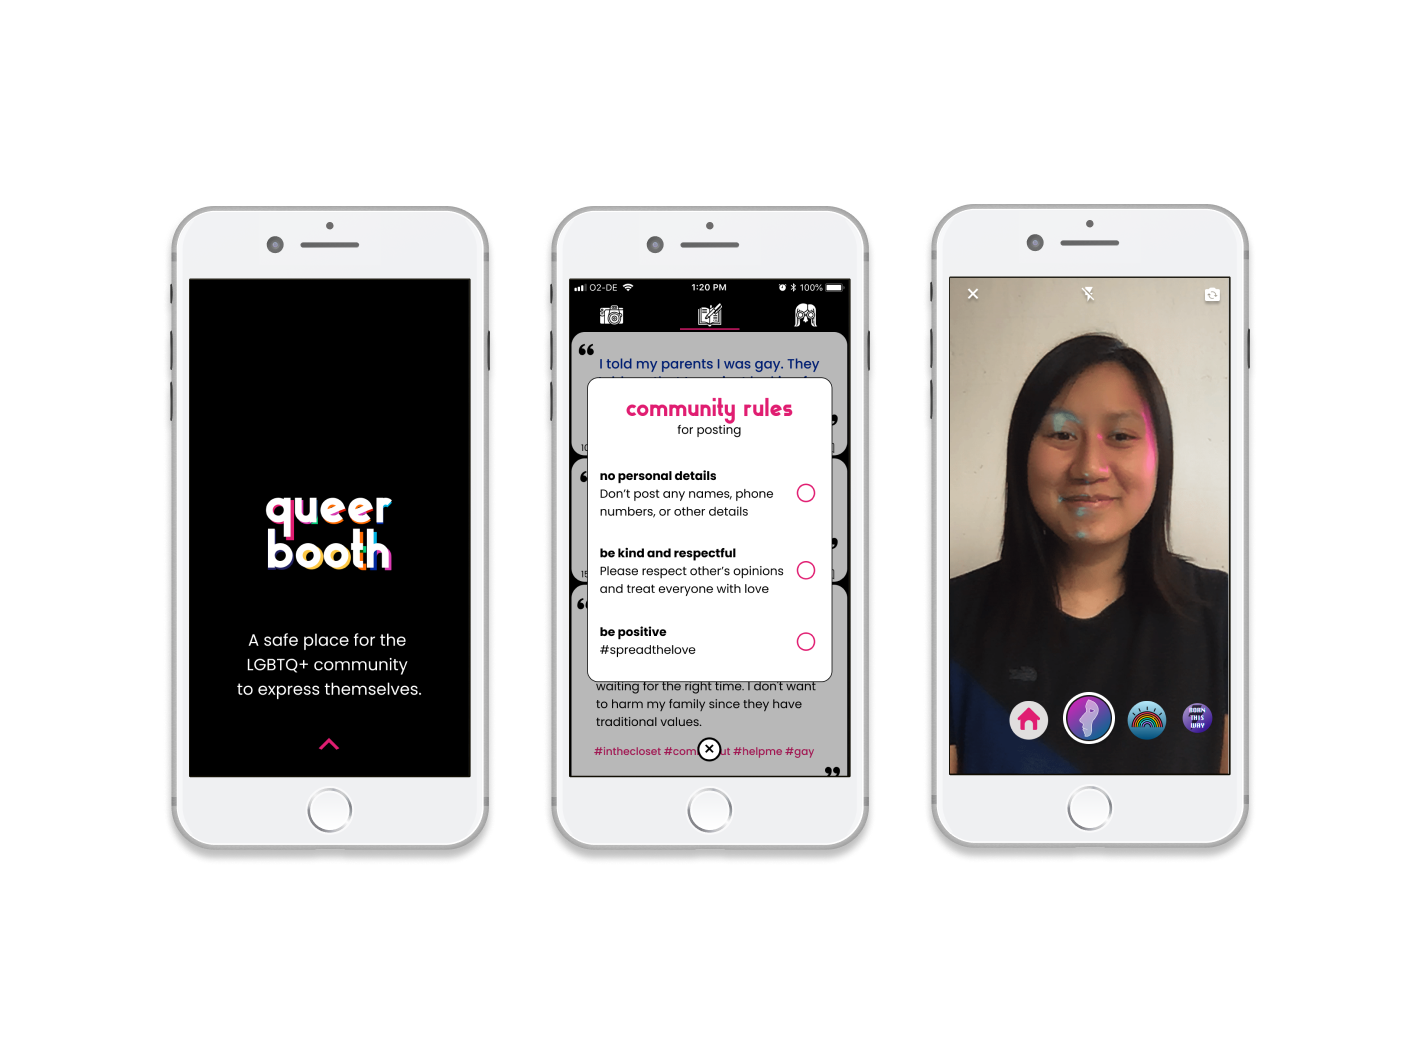 queer
booth
A safe place for the
LGBTQ+ community
to express themselves.
O2-DE
1:20 PM
100%
“
I told my parents I was gay. They
community rules
for posting
no personal details
Don't post any names, phone
numbers, or other details
be kind and respectful
Please respect other's opinions
and treat everyone with love
be positive
#spreadthelove
waiting for the right time. I don't want
to harm my family since they have
traditional values.
#inthecloset #com ut #helpme #gay
”
BORN
THIS
WAY